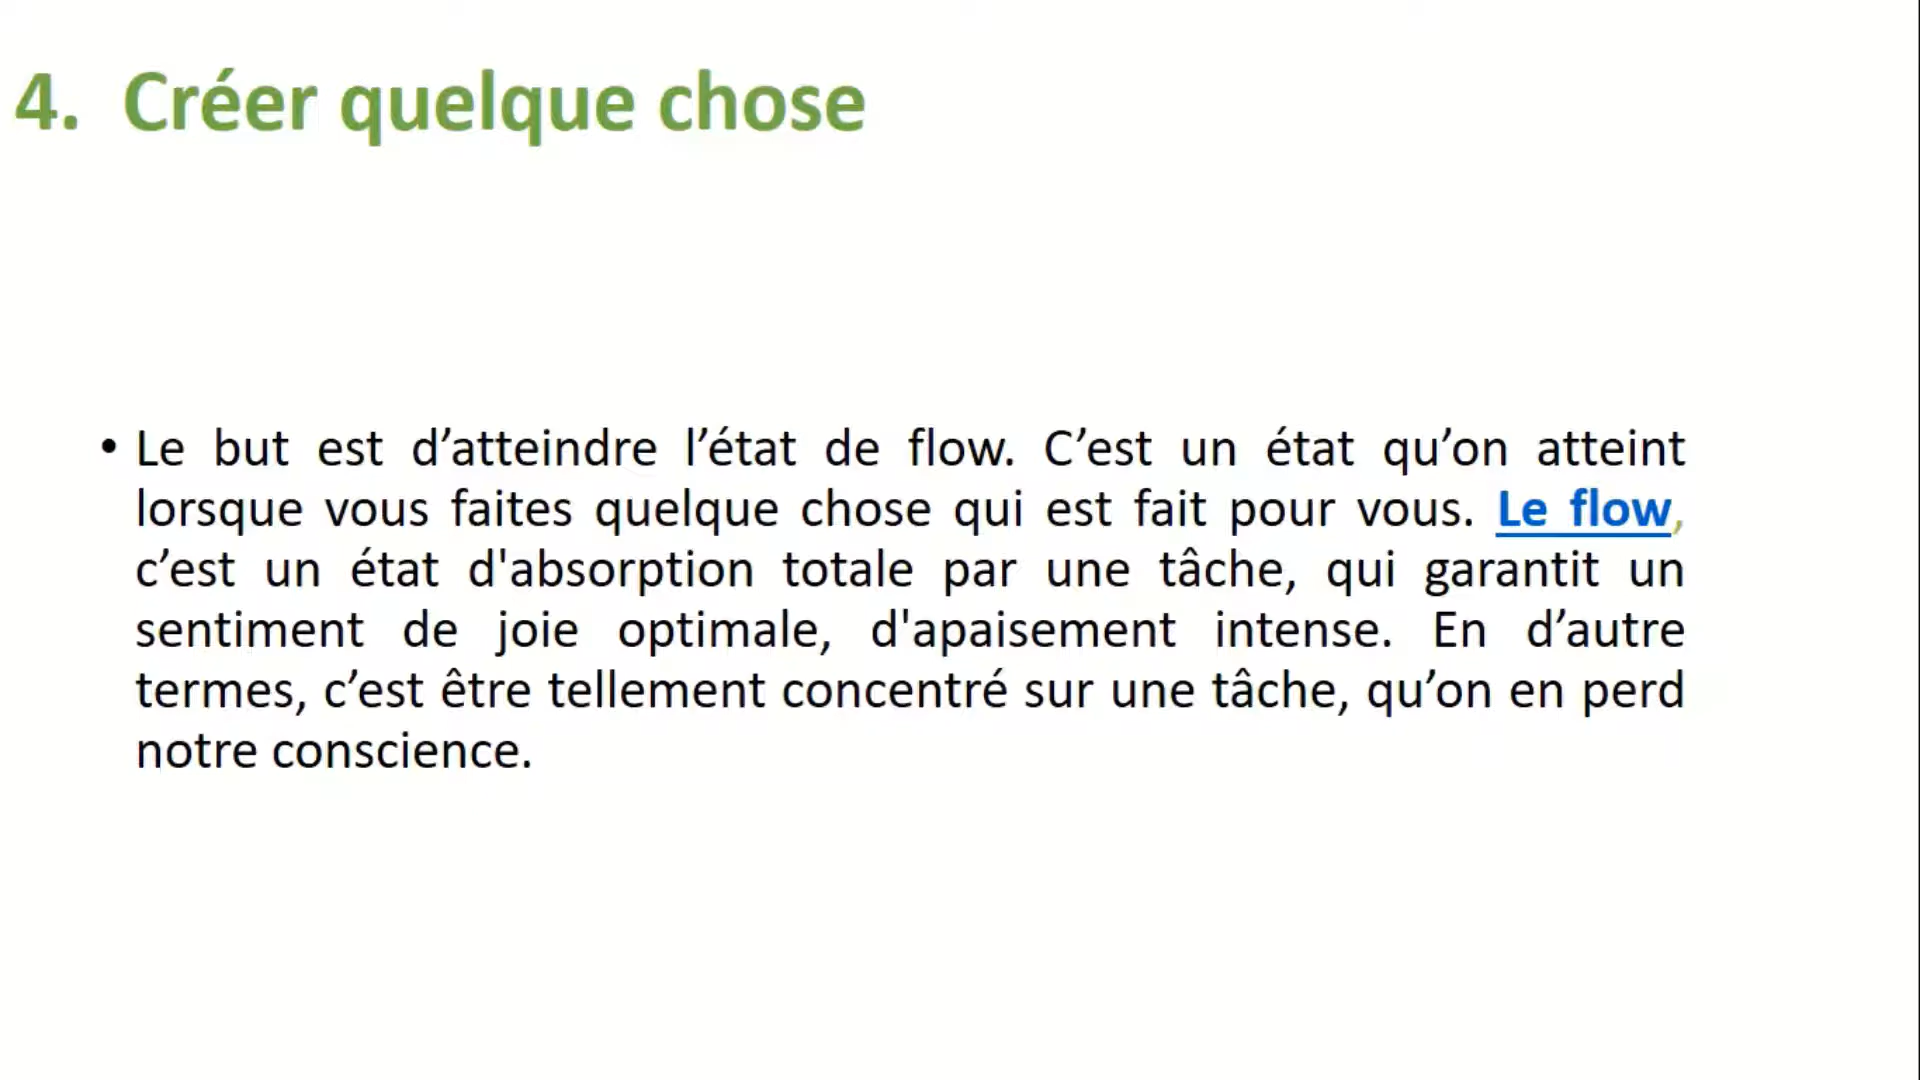 4. Créer quelque chose
• Le but est d’atteindre l’état de flow. C’est un état qu’on atteint
lorsque vous faites quelque chose qui est fait pour vous. Le flow,
c’est un état d'absorption totale par une tâche, qui garantit un
sentiment de joie optimale, d'apaisement intense. En d’autre
termes, c’est être tellement concentré sur une tâche, qu’on en perd
notre conscience.